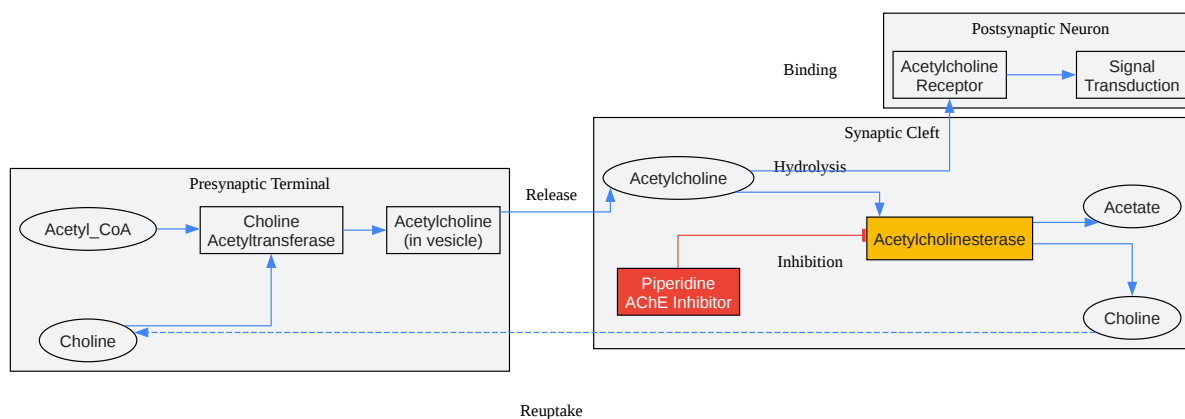 Postsynaptic Neuron
Binding
Acetylcholine
Receptor
Signal
Transduction
Synaptic Cleft
Hydrolysis
Acetylcholine
Presynaptic Terminal
Release
Acetyl_CoA
Choline
Acetyltransferase
Acetylcholine
(in vesicle)
Acetate
Acetylcholinesterase
Inhibition
Piperidine
AChE Inhibitor
Choline
Choline
Reuptake